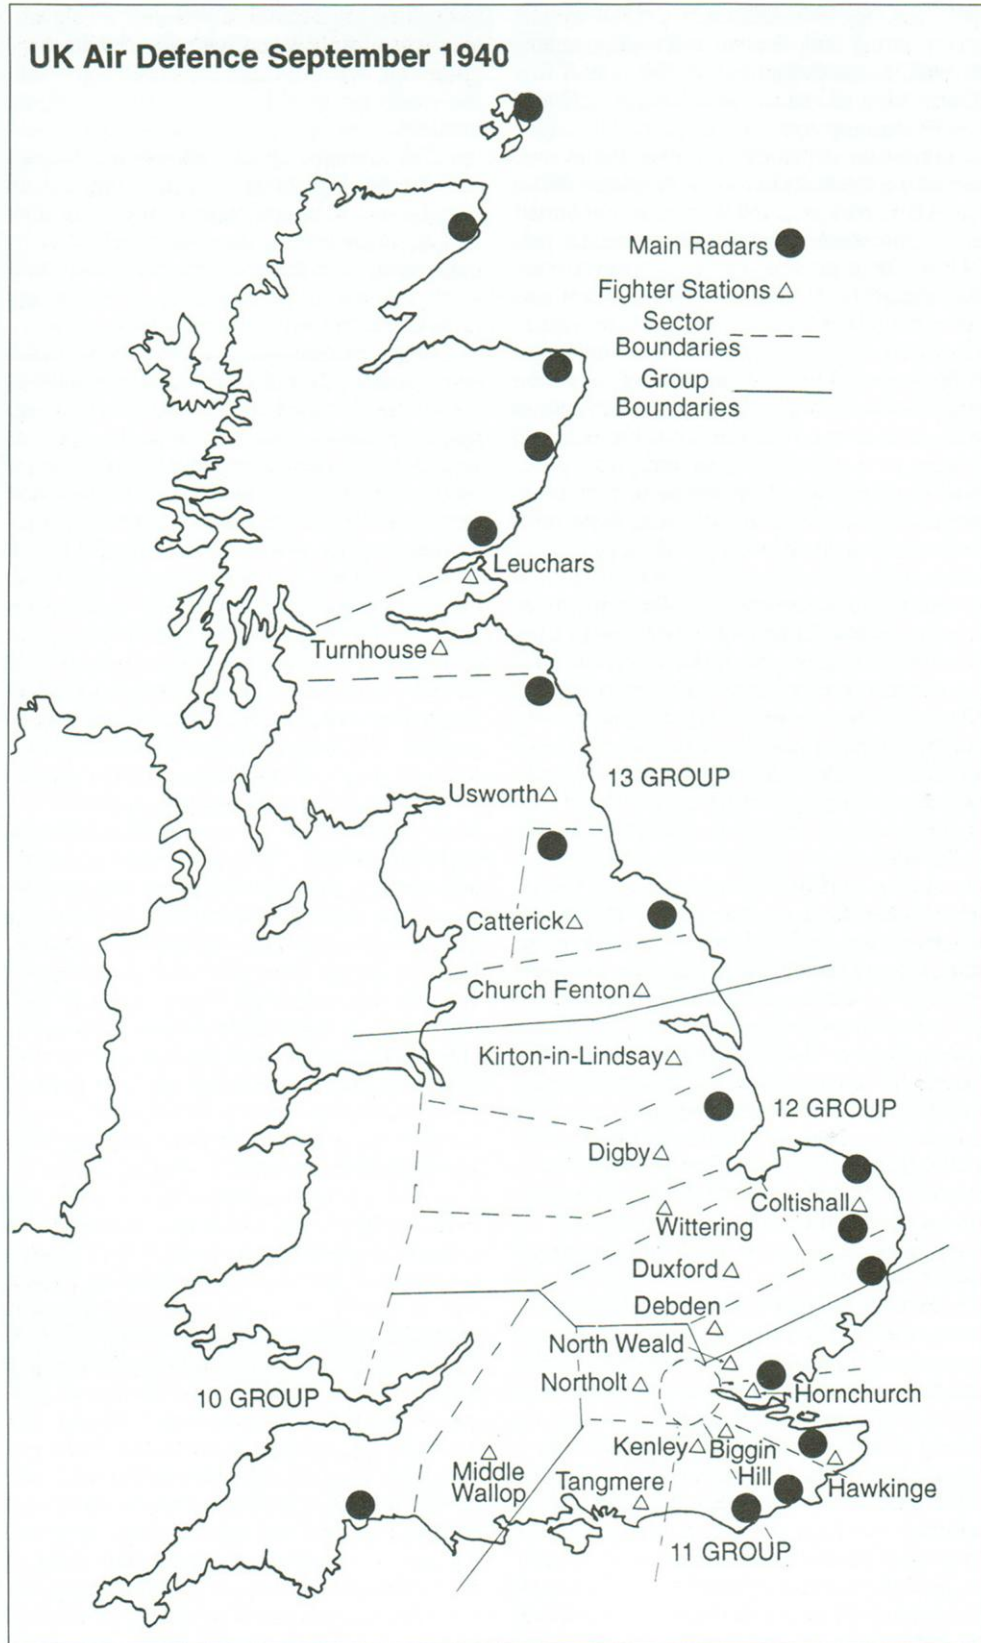 UK Air Defence September 1940
Main Radars
Fighter Stations
Sector
Boundaries
Group
Boundaries
Leuchars
Turnhouse
13 GROUP
Usworth
Catterick
Church Fenton
Kirton-in-Lindsay
12 GROUP
Digby
Coltishall
Wittering
Duxford
Debden
North Weald
Northolt
10 GROUP
Hornchurch
Kenley
Biggin
Hill
Middle
Wallop
Tangmere
Hawkinge
11 GROUP